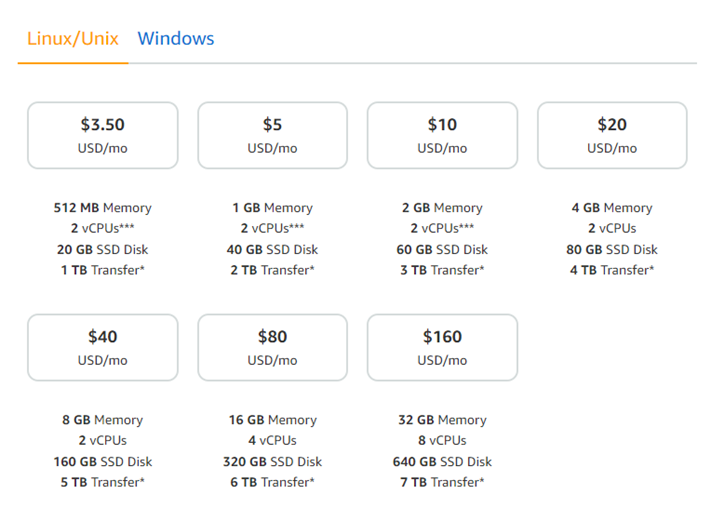 Linux/Unix Windows
$3.50
USD/mo
512 MB Memory
2 vCPUs***
20 GB SSD Disk
1 TB Transfer*
$5
USD/mo
1 GB Memory
2 vCPUs***
40 GB SSD Disk
2 TB Transfer*
$10
USD/mo
2 GB Memory
2 vCPUs***
60 GB SSD Disk
3 TB Transfer*
$20
USD/mo
4 GB Memory
2 vCPUs
80 GB SSD Disk
4 TB Transfer*
$40
USD/mo
8 GB Memory
2 vCPUs
160 GB SSD Disk
5 TB Transfer*
$80
USD/mo
16 GB Memory
4 vCPUs
320 GB SSD Disk
6 TB Transfer*
$160
USD/mo
32 GB Memory
8 vCPUs
640 GB SSD Disk
7 TB Transfer*